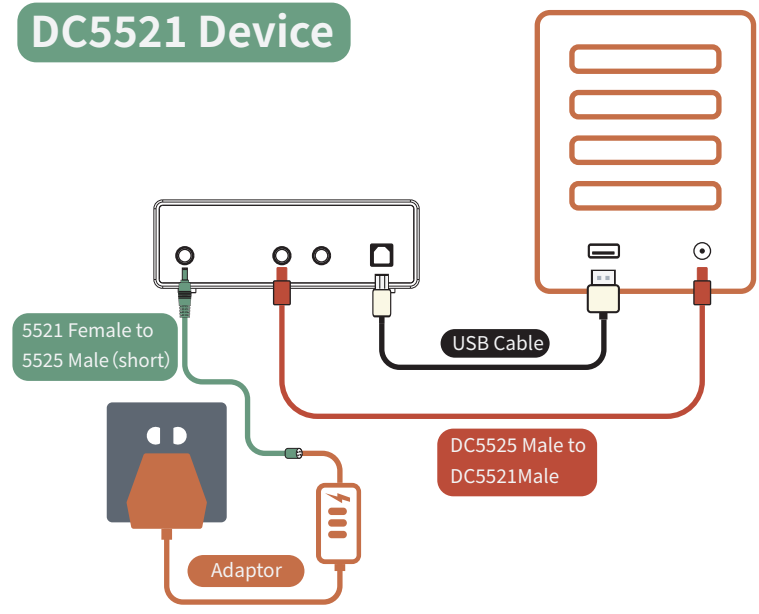 DC5521 Device
5521 Female to
5525 Male（short）
USB Cable
DC5525 Male to
DC5521Male
Adaptor